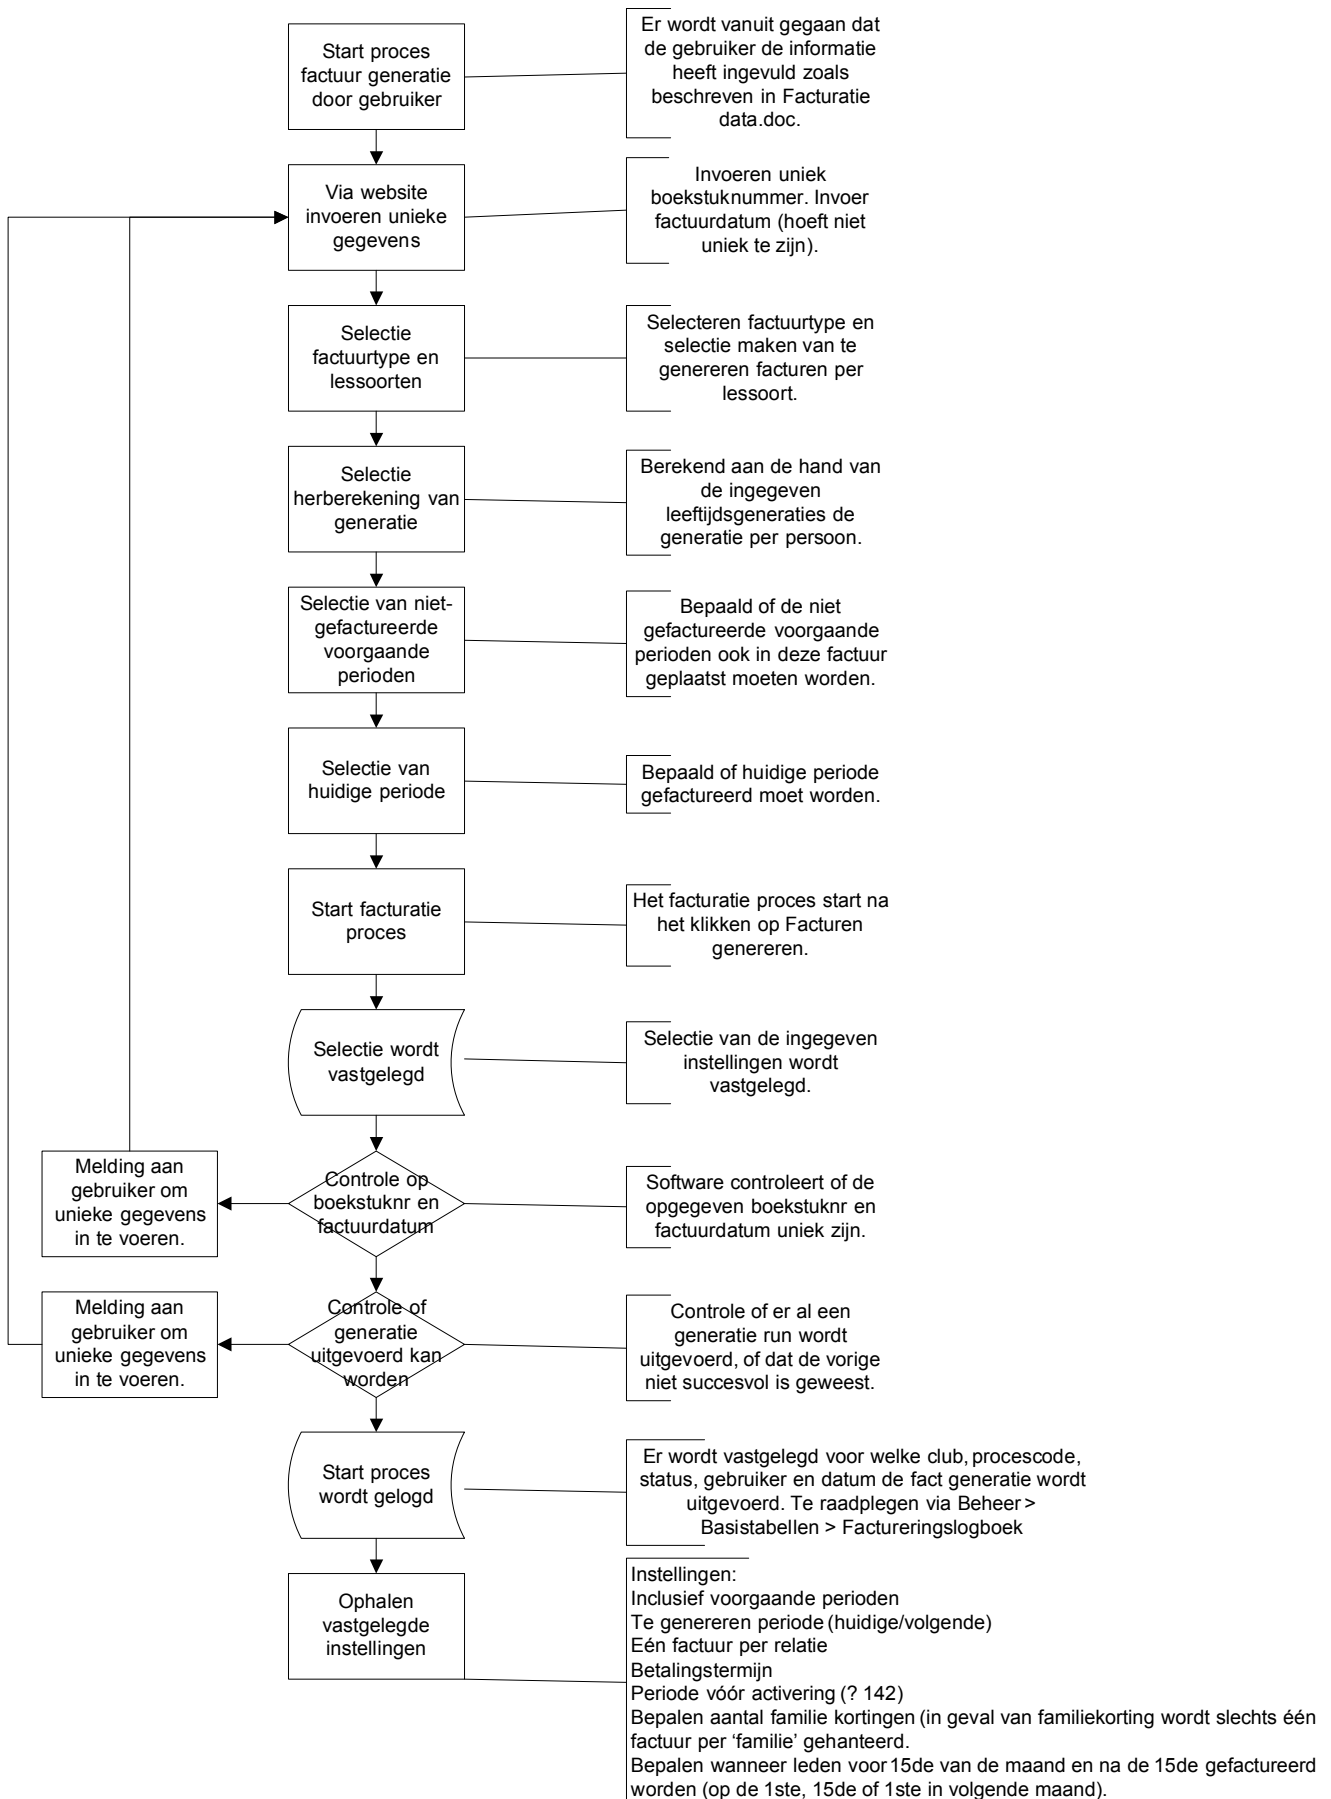 Start proces
factuur generatie
door gebruiker
Er wordt vanuit gegaan dat
de gebruiker de informatie
heeft ingevuld zoals
beschreven in Facturatie
data.doc.
Via website
invoeren unieke
gegevens
Invoeren uniek
boekstuknummer. Invoer
factuurdatum (hoeft niet
uniek te zijn).
Selectie
factuurtype en
lessoorten
Selecteren factuurtype en
selectie maken van te
genereren facturen per
lessoort.
Selectie
herberekening van
generatie
Berekend aan de hand van
de ingegeven
leeftijdsgeneraties de
generatie per persoon.
Selectie van niet-
gefactureerde
voorgaande
perioden
Bepaald of de niet
gefactureerde voorgaande
perioden ook in deze factuur
geplaatst moeten worden.
Selectie van
huidige periode
Bepaald of huidige periode
gefactureerd moet worden.
Start facturatie
proces
Het facturatie proces start na
het klikken op Facturen
genereren.
Selectie wordt
vastgelegd
Selectie van de ingegeven
instellingen wordt
vastgelegd.
Melding aan
gebruiker om
unieke gegevens
in te voeren.
Controle op
boekstuknr en
factuurdatum
Software controleert of de
opgegeven boekstuknr en
factuurdatum uniek zijn.
Melding aan
gebruiker om
unieke gegevens
in te voeren.
Controle of
generatie
uitgevoerd kan
worden
Controle of er al een
generatie run wordt
uitgevoerd, of dat de vorige
niet succesvol is geweest.
Start proces
wordt gelogd
Er wordt vastgelegd voor welke club, procescode,
status, gebruiker en datum de fact generatie wordt
uitgevoerd. Te raadplegen via Beheer >
Basistabellen > Factureringslogboek
Ophalen
vastgelegde
instellingen
Instellingen:
Inclusief voorgaande perioden
Te genereren periode (huidige/volgende)
Eén factuur per relatie
Betalingstermijn
Periode vóór activering (? 142)
Bepalen aantal familie kortingen (in geval van familiekorting wordt slechts één
factuur per ‘familie’ gehanteerd.
Bepalen wanneer leden voor 15de van de maand en na de 15de gefactureerd
worden (op de 1ste, 15de of 1ste in volgende maand).